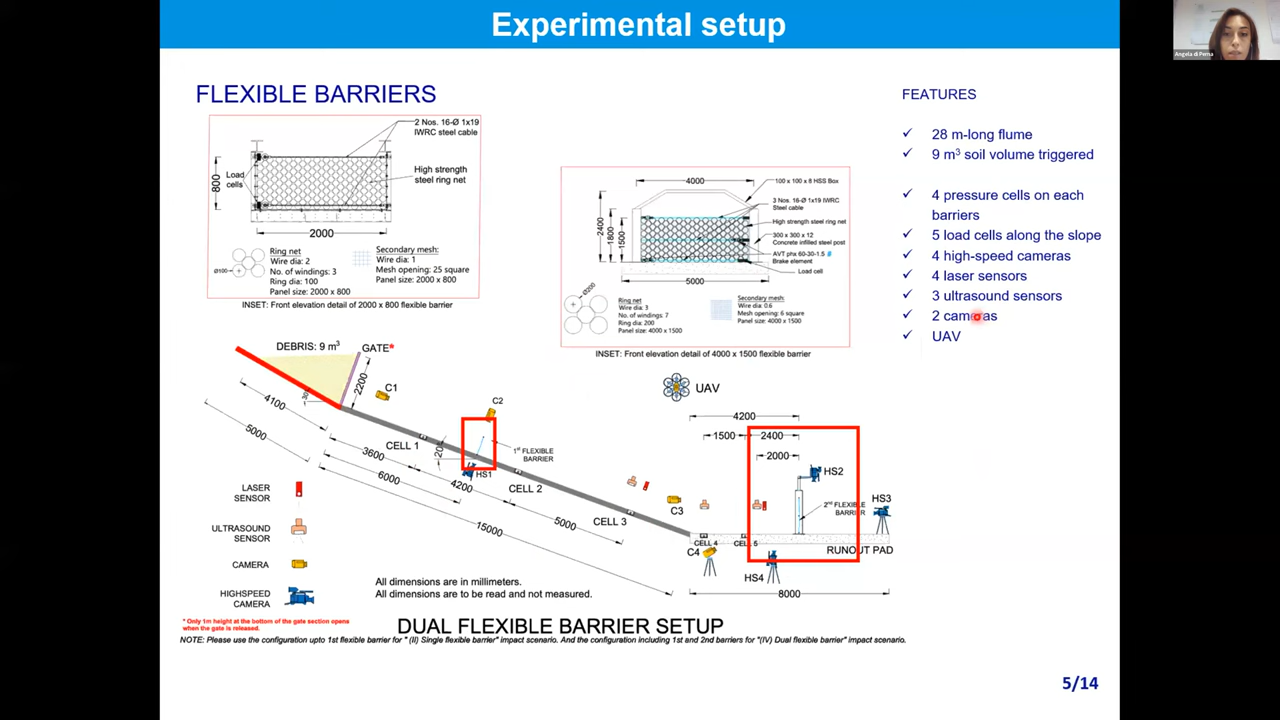 Experimental setup
Angela di Perna
FLEXIBLE BARRIERS
2 Nos. 16-Ø 1x19
IWRC steel cable
Load
cells
High strength
steel ring net
800
2000
Ring net
Wire dia: 2
No. of windings: 3
Ring dia: 100
Panel size: 2000 x 800
Ø100
Secondary mesh:
Wire dia: 1
Mesh opening: 25 square
Panel size: 2000 x 800
INSET: Front elevation detail of 2000 x 800 flexible barrier
4000
100 x 100 x 8 HSS Box
3 Nos. 16-Ø 1x19 IWRC
Steel cable
High strength steel ring net
300 x 300 x 12
Concrete infilled steel post
AVT phx 60-30-1.5 #
Brake element
Load cell
2400
1800
1500
5000
Ø200
Ring net
Wire dia: 3
No. of windings: 7
Ring dia: 200
Panel size: 4000 x 1500
Secondary mesh:
Wire dia: 0.6
Mesh opening: 6 square
Panel size: 4000 x 1500
INSET: Front elevation detail of 4000 x 1500 flexible barrier
FEATURES
✓ 28 m-long flume
✓ 9 m³ soil volume triggered
✓ 4 pressure cells on each
barriers
✓ 5 load cells along the slope
✓ 4 high-speed cameras
✓ 4 laser sensors
✓ 3 ultrasound sensors
✓ 2 cameras
✓ UAV
DEBRIS: 9 m³
GATE*
2200
C1
4100
5000
3600
6000
CELL 1
C2
1st FLEXIBLE
BARRIER
HS1
4200
CELL 2
15000
5000
CELL 3
C3
UAV
4200
1500
2400
2000
HS2
2nd FLEXIBLE
BARRIER
HS3
CELL 4
CELL 5
C4
RUNOUT PAD
HS4
8000
LASER
SENSOR
ULTRASOUND
SENSOR
CAMERA
HIGHSPEED
CAMERA
All dimensions are in millimeters.
All dimensions are to be read and not measured.
* Only 1m height at the bottom of the gate section opens
when the gate is released.
DUAL FLEXIBLE BARRIER SETUP
NOTE: Please use the configuration upto 1st flexible barrier for "(II) Single flexible barrier" impact scenario. And the configuration including 1st and 2nd barriers for "(IV) Dual flexible barrier" impact scenario.
5/14